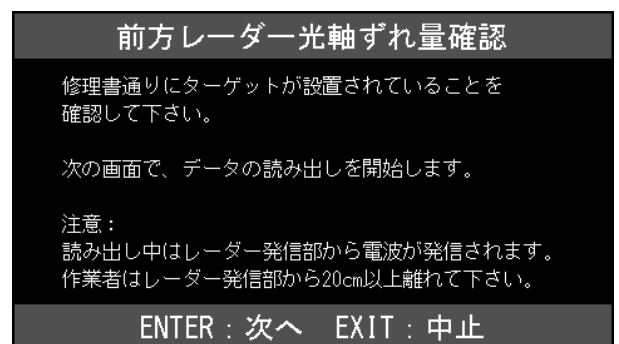 前方レーダー光軸ずれ量確認
修理書通りにターゲットが設置されていることを
確認して下さい。
次の画面で、データの読み出しを開始します。
注意：
読み出し中はレーダー発信部から電波が発信されます。
作業者はレーダー発信部から20cm以上離れて下さい。
ENTER：次へ　EXIT：中止